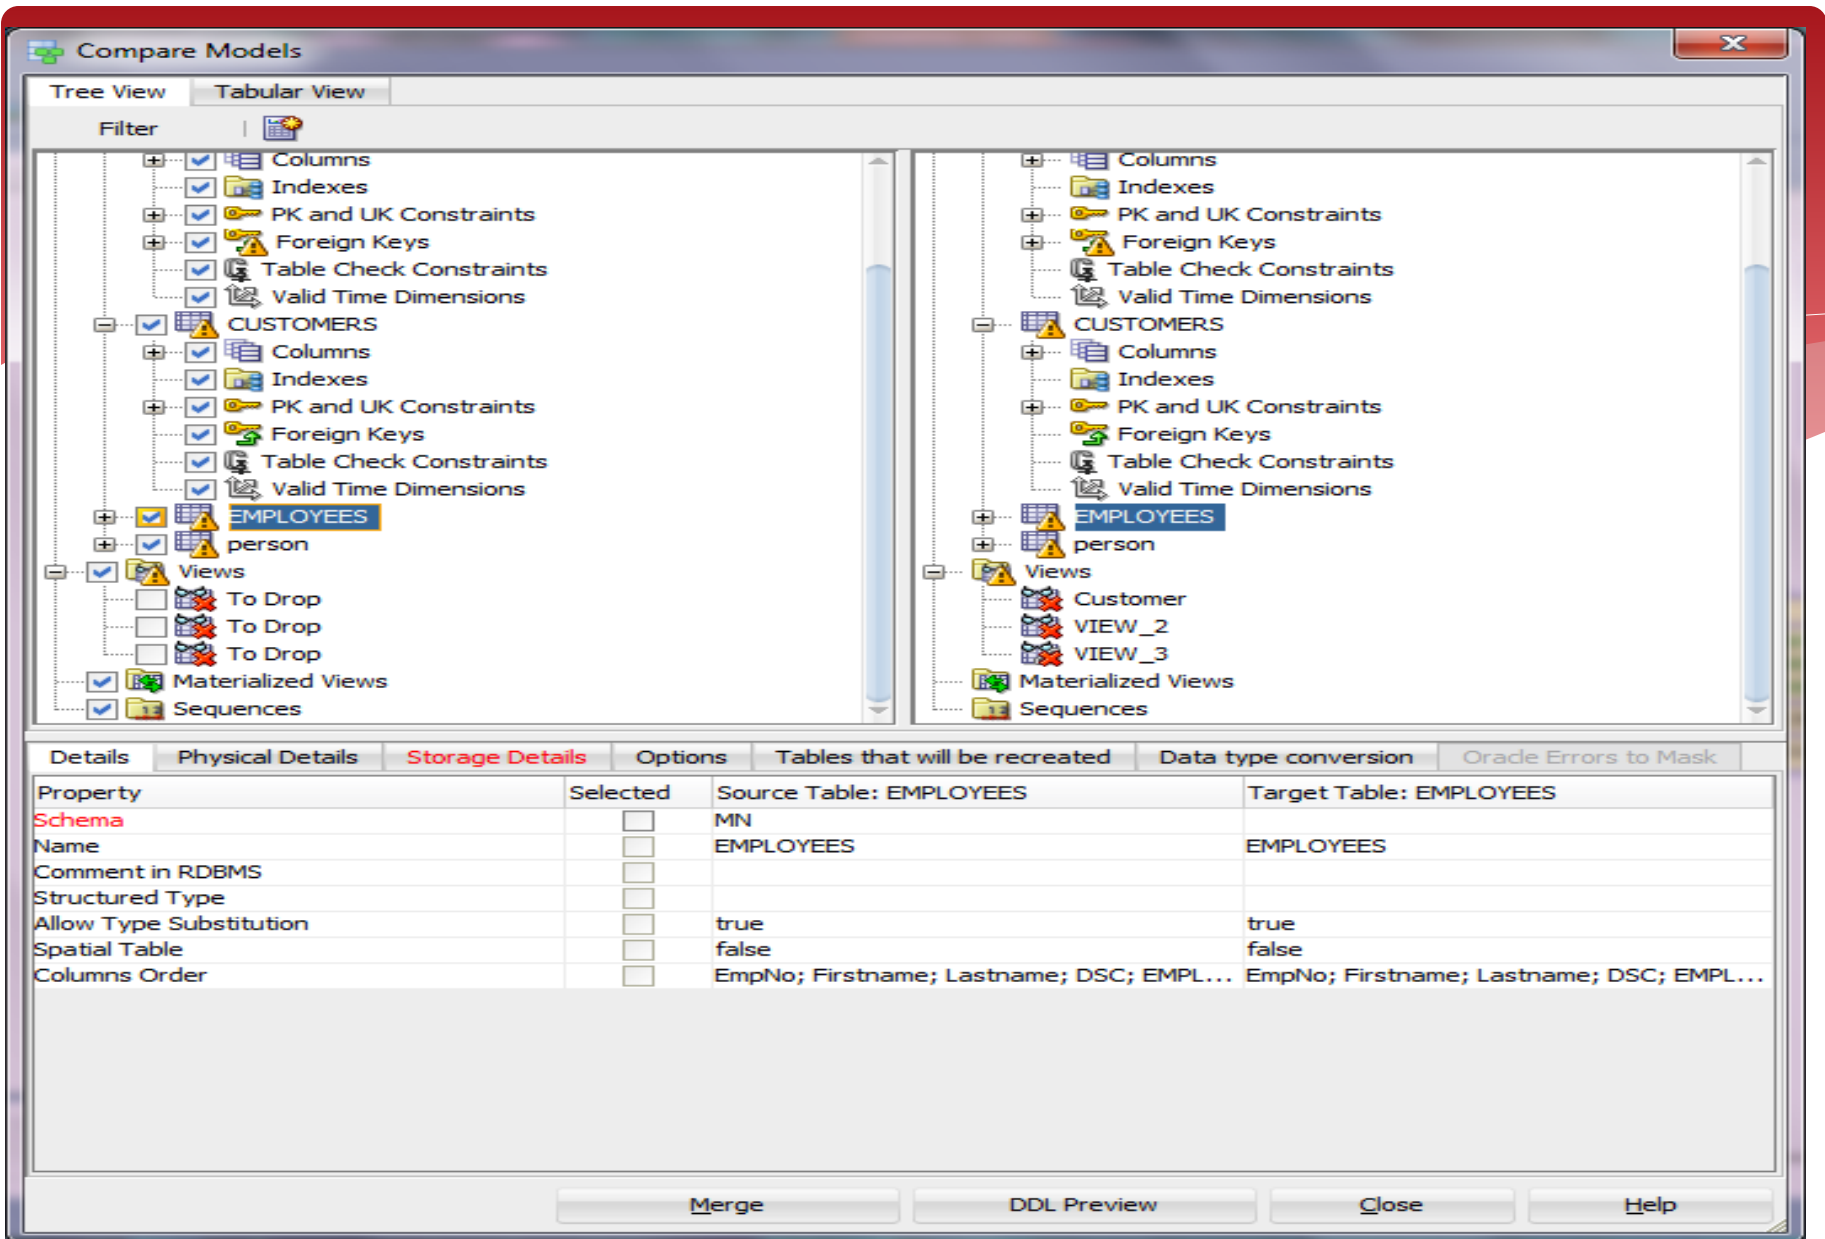 Compare Models
Tree View Tabular View
Filter
Columns Columns
Indexes Indexes
PK and UK Constraints PK and UK Constraints
Foreign Keys Foreign Keys
Table Check Constraints Table Check Constraints
Valid Time Dimensions Valid Time Dimensions
CUSTOMERS CUSTOMERS
Columns Columns
Indexes Indexes
PK and UK Constraints PK and UK Constraints
Foreign Keys Foreign Keys
Table Check Constraints Table Check Constraints
Valid Time Dimensions Valid Time Dimensions
EMPLOYEES EMPLOYEES
person person
Views Views
To Drop Customer
To Drop VIEW_2
To Drop VIEW_3
Materialized Views Materialized Views
Sequences Sequences
Details Physical Details Storage Details Options Tables that will be recreated Data type conversion Oracle Errors to Mask
Property Selected Source Table: EMPLOYEES Target Table: EMPLOYEES
Schema MN
Name EMPLOYEES EMPLOYEES
Comment in RDBMS
Structured Type
Allow Type Substitution true true
Spatial Table false false
Columns Order EmpNo; Firstname; Lastname; DSC; EMPL... EmpNo; Firstname; Lastname; DSC; EMPL...
Merge DDL Preview Close Help